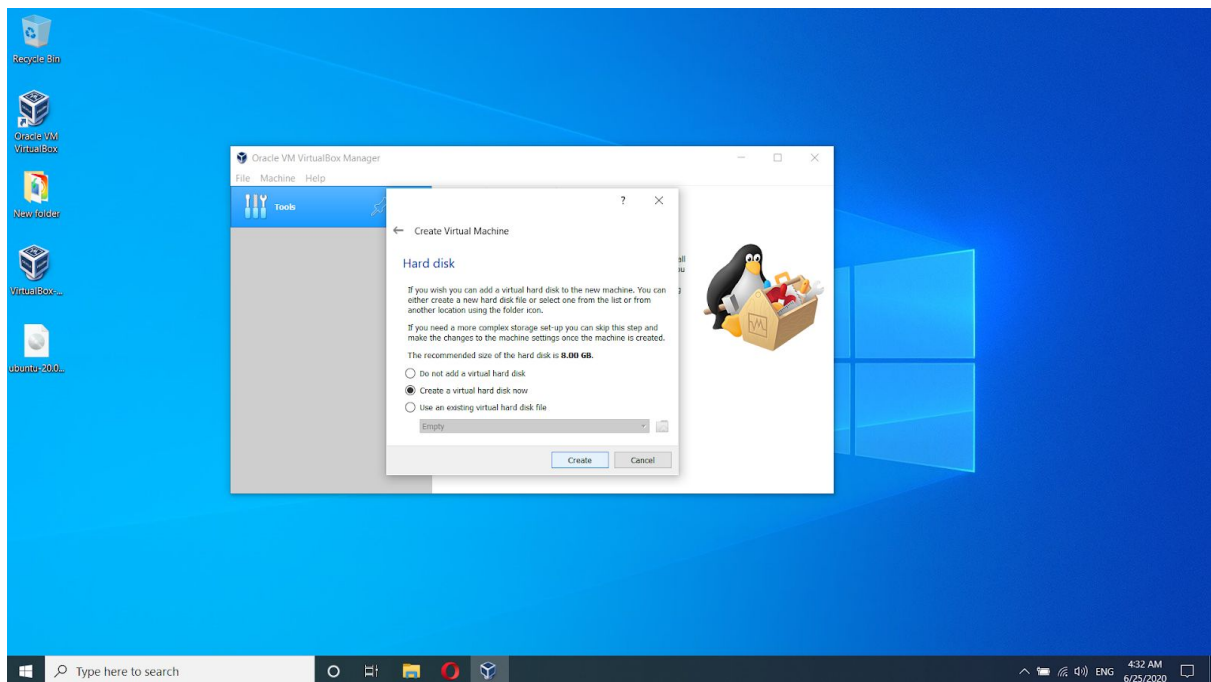 Recycle Bin
Oracle VM
VirtualBox
New folder
VirtualBox-...
ubuntu-20.0...
Oracle VM VirtualBox Manager
File Machine Help
Tools
? 
Create Virtual Machine
Hard disk
If you wish you can add a virtual hard disk to the new machine. You can
either create a new hard disk file or select one from the list or from
another location using the folder icon.
If you need a more complex storage set-up you can skip this step and
make the changes to the machine settings once the machine is created.
The recommended size of the hard disk is 8.00 GB.
Do not add a virtual hard disk
Create a virtual hard disk now
Use an existing virtual hard disk file
Empty
Create Cancel
Type here to search
ENG
4:32 AM
6/25/2020